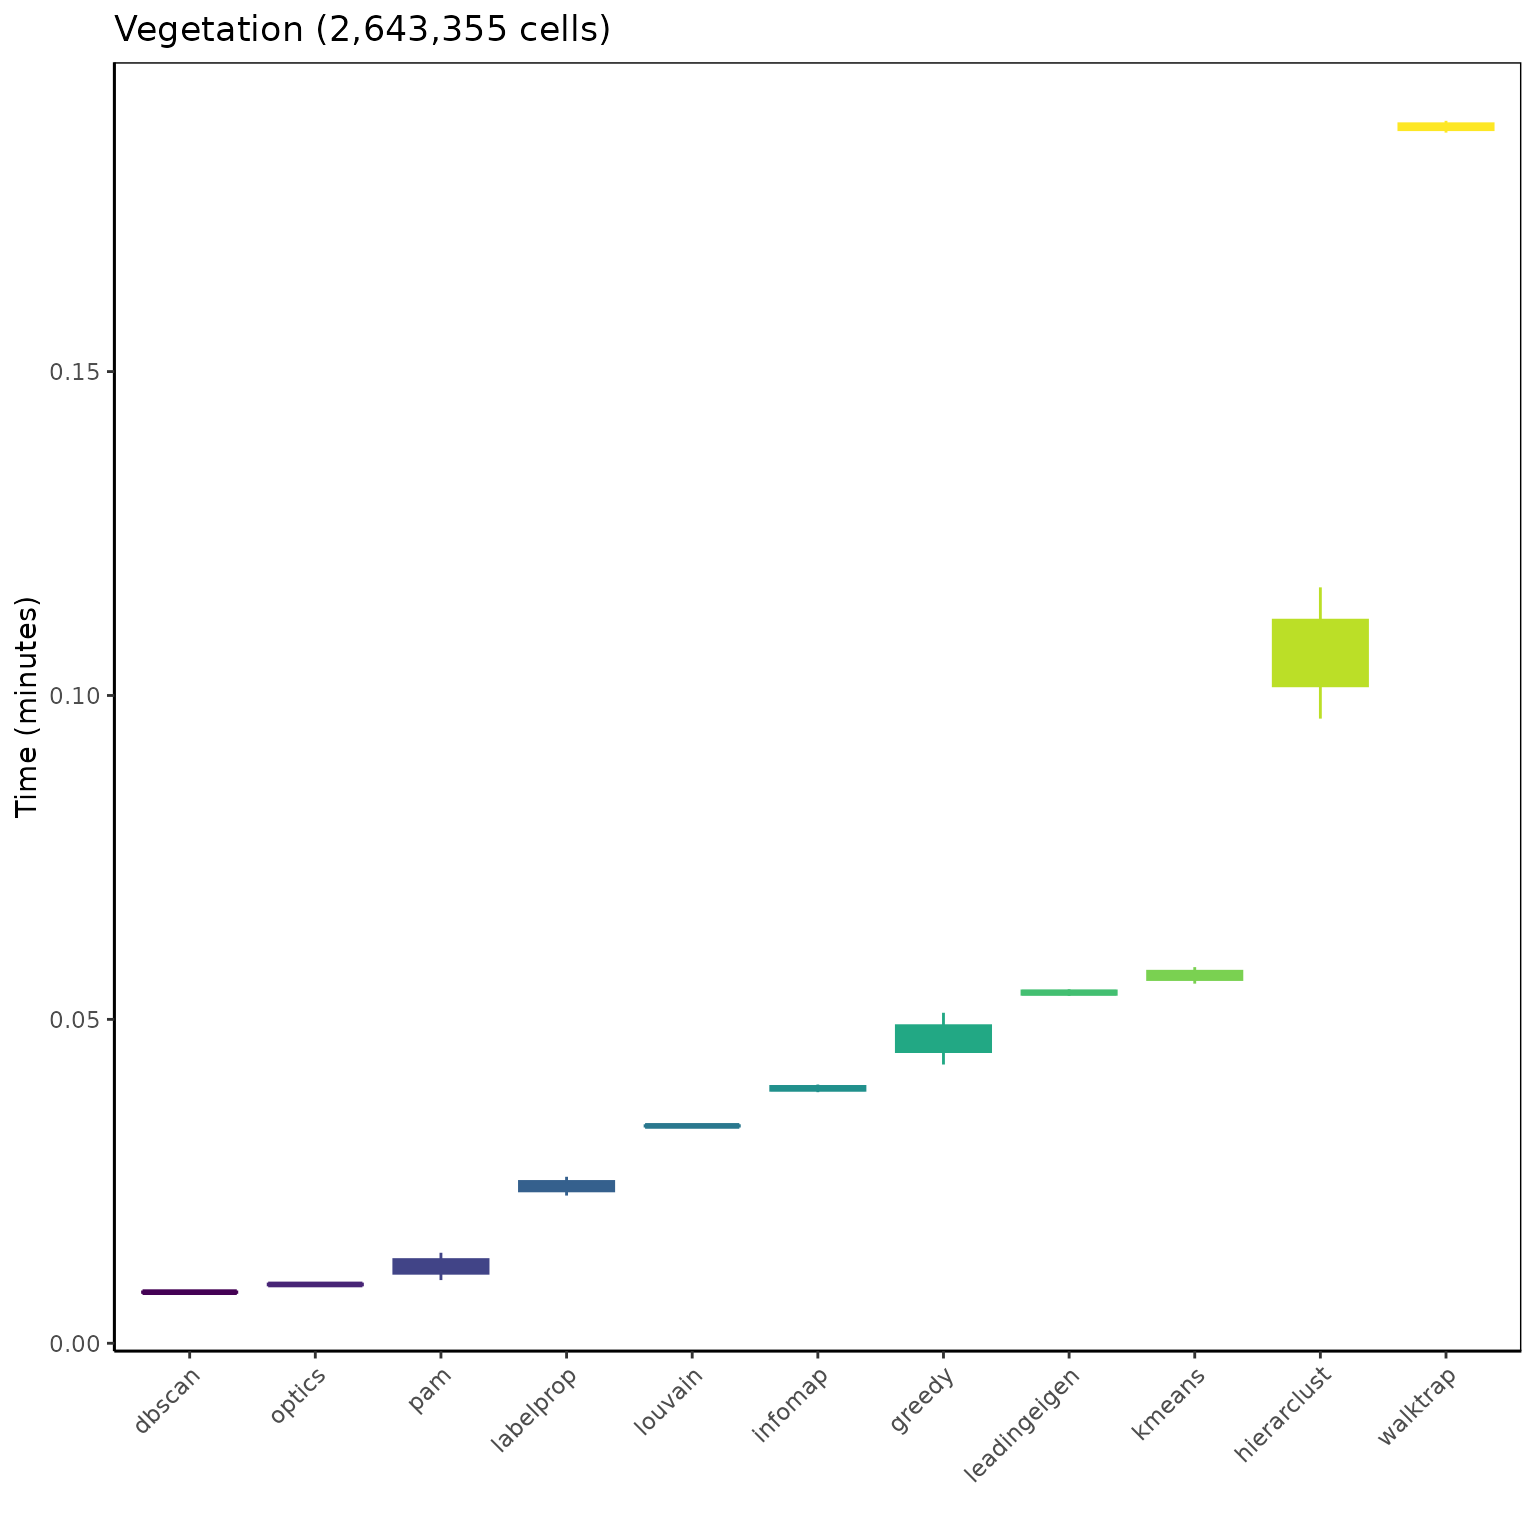 Vegetation (2,643,355 cells)
Time (minutes)
0.15
0.10
0.05
0.00
dbscan
optics
pam
labelprop
louvain
infomap
greedy
leadingeigen
kmeans
hierarclust
walktrap